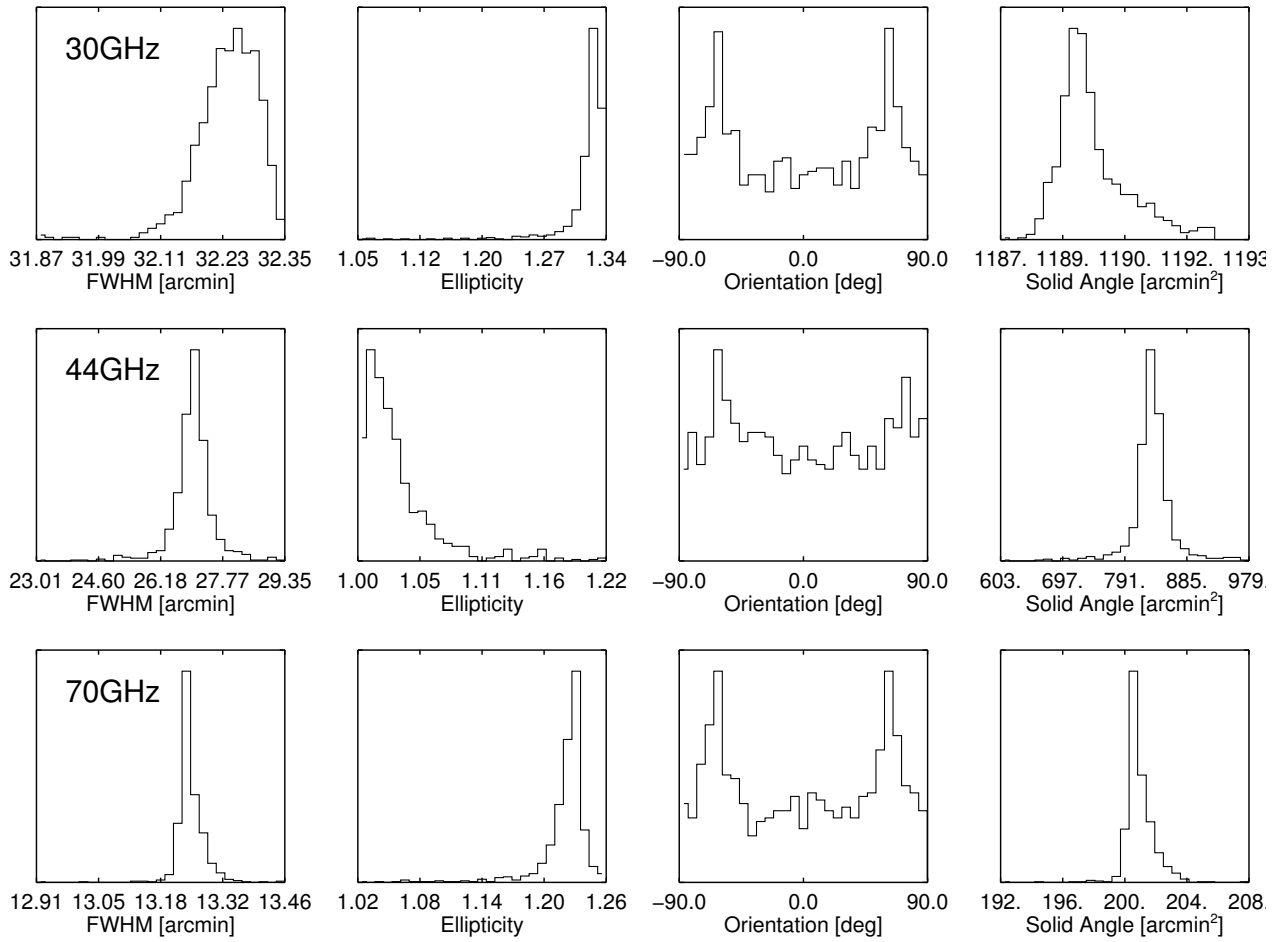 30GHz
31.87 31.99 32.11 32.23 32.35
FWHM [arcmin]
1.05 1.12 1.20 1.27 1.34
Ellipticity
−90.0 0.0 90.0
Orientation [deg]
1187. 1189. 1190. 1192. 1193
Solid Angle [arcmin²]
44GHz
23.01 24.60 26.18 27.77 29.35
FWHM [arcmin]
1.00 1.05 1.11 1.16 1.22
Ellipticity
−90.0 0.0 90.0
Orientation [deg]
603. 697. 791. 885. 979.
Solid Angle [arcmin²]
70GHz
12.91 13.05 13.18 13.32 13.46
FWHM [arcmin]
1.02 1.08 1.14 1.20 1.26
Ellipticity
−90.0 0.0 90.0
Orientation [deg]
192. 196. 200. 204. 208.
Solid Angle [arcmin²]